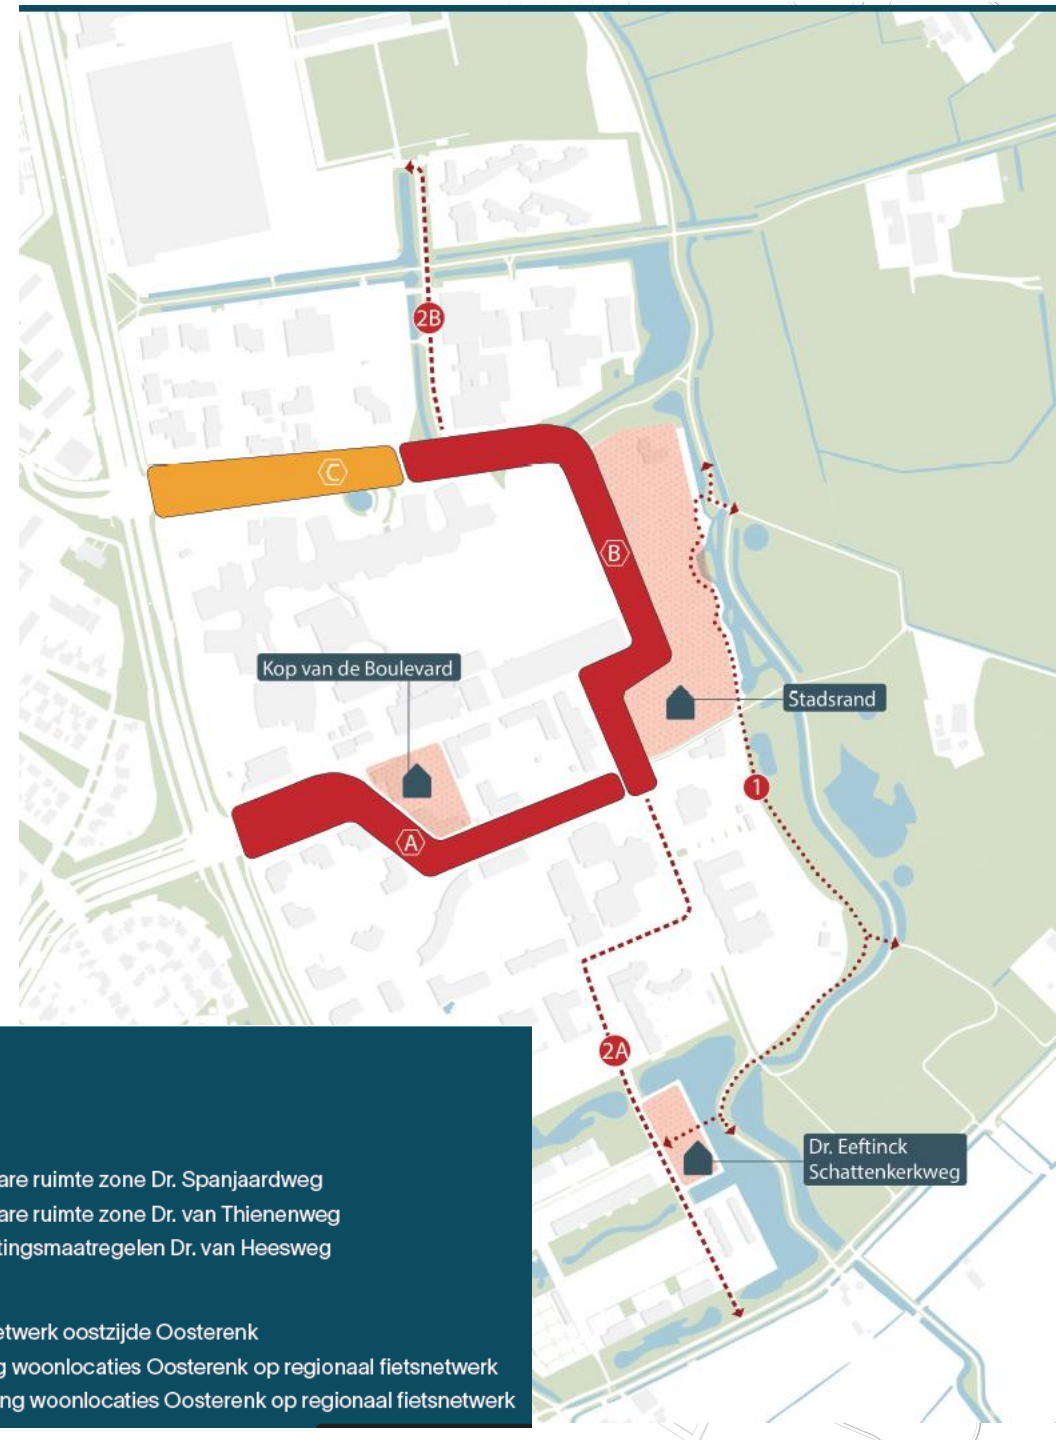 2B
C
B
Kop van de Boulevard
Stadsrand
1
A
2A
Dr. Eeftinck
Schattenkerkweg
are ruimte zone Dr. Spanjaardweg
are ruimte zone Dr. van Thienenweg
tingsmaatregelen Dr. van Heesweg
etwerk oostzijde Oosterenk
g woonlocaties Oosterenk op regionaal fietsnetwerk
ng woonlocaties Oosterenk op regionaal fietsnetwerk